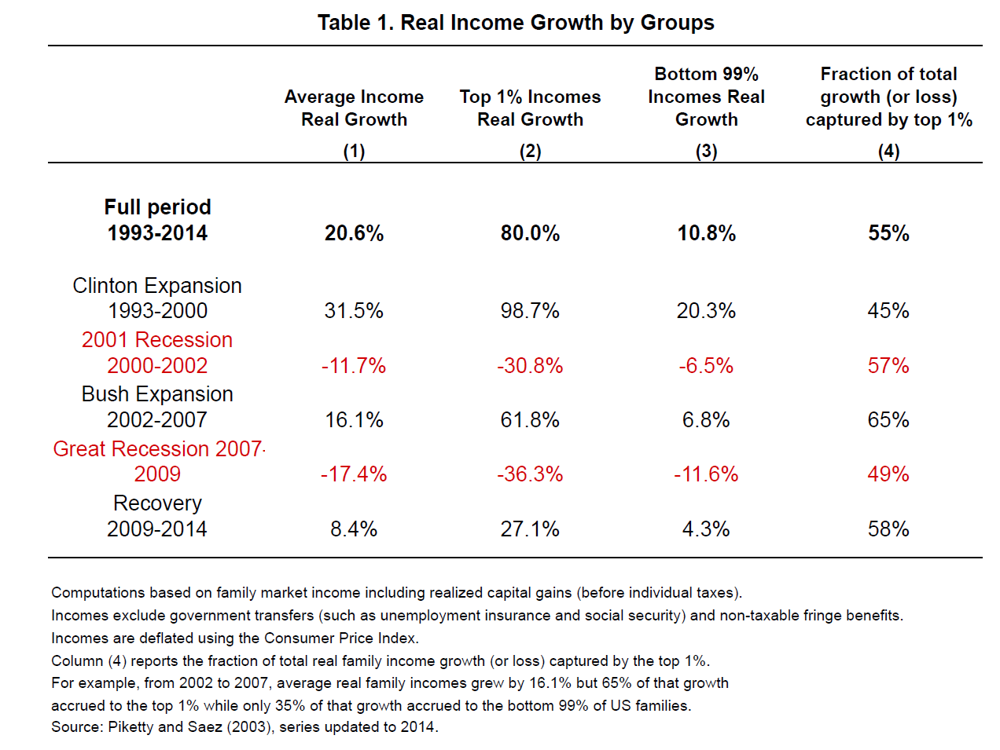 Table 1. Real Income Growth by Groups
Average Income Real Growth
Top 1% Incomes Real Growth
Bottom 99% Incomes Real Growth
Fraction of total growth (or loss) captured by top 1%
(1) (2) (3) (4)
Full period
1993-2014 20.6% 80.0% 10.8% 55%
Clinton Expansion
1993-2000 31.5% 98.7% 20.3% 45%
2001 Recession
2000-2002 -11.7% -30.8% -6.5% 57%
Bush Expansion
2002-2007 16.1% 61.8% 6.8% 65%
Great Recession 2007-
2009 -17.4% -36.3% -11.6% 49%
Recovery
2009-2014 8.4% 27.1% 4.3% 58%
Computations based on family market income including realized capital gains (before individual taxes).
Incomes exclude government transfers (such as unemployment insurance and social security) and non-taxable fringe benefits.
Incomes are deflated using the Consumer Price Index.
Column (4) reports the fraction of total real family income growth (or loss) captured by the top 1%.
For example, from 2002 to 2007, average real family incomes grew by 16.1% but 65% of that growth
accrued to the top 1% while only 35% of that growth accrued to the bottom 99% of US families.
Source: Piketty and Saez (2003), series updated to 2014.